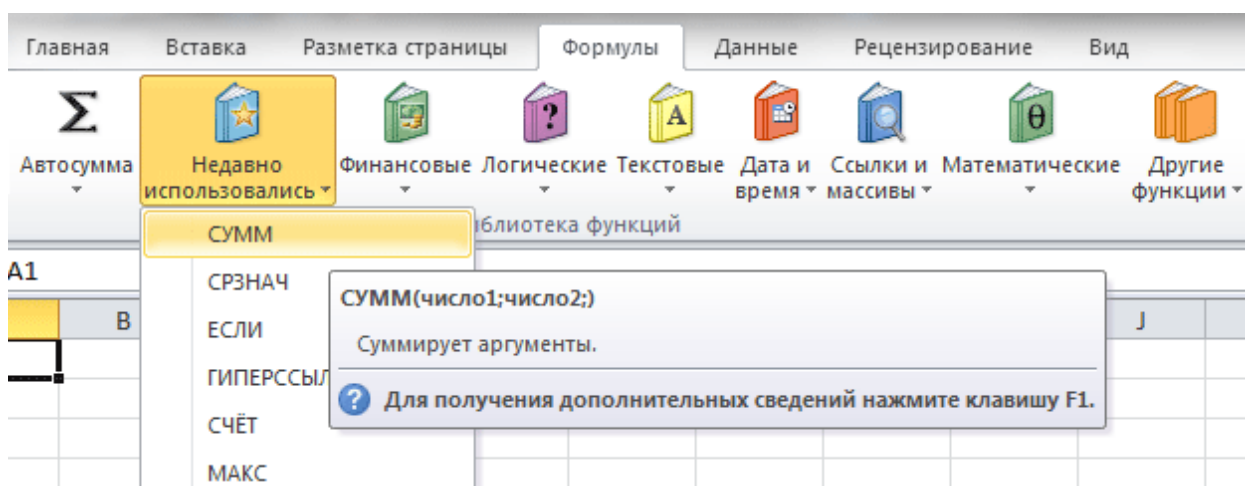 Главная Вставка Разметка страницы Формулы Данные Рецензирование Вид
Автосумма Недавно использовались Финансовые Логические Текстовые Дата и время Ссылки и массивы Математические Другие функции
функций
СУММ
A1
СРЗНАЧ
СУММ(число1;число2;)
B
J
ЕСЛИ
Суммирует аргументы.
Для получения дополнительных сведений нажмите клавишу F1.
СЧЁТ
МАКС